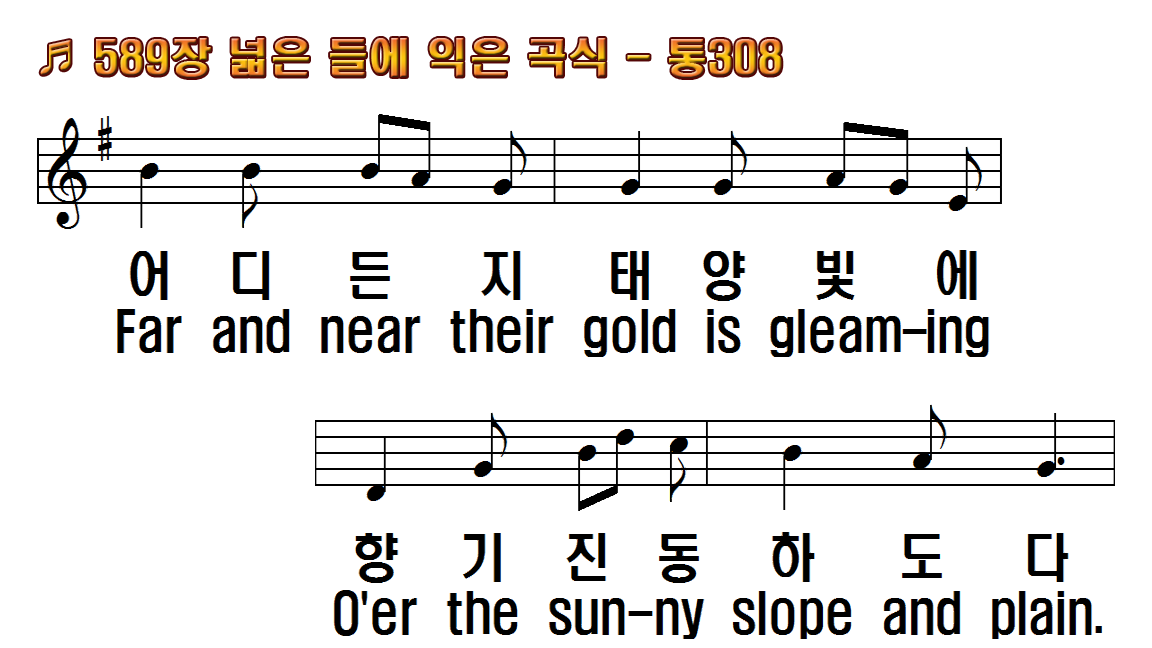 589장 넓은 들에 익은 곡식 - 통308
어 디 든 지 태 양 빛 에
Far and near their gold is gleam-ing
향 기 진 동 하 도 다
O'er the sun-ny slope and plain.